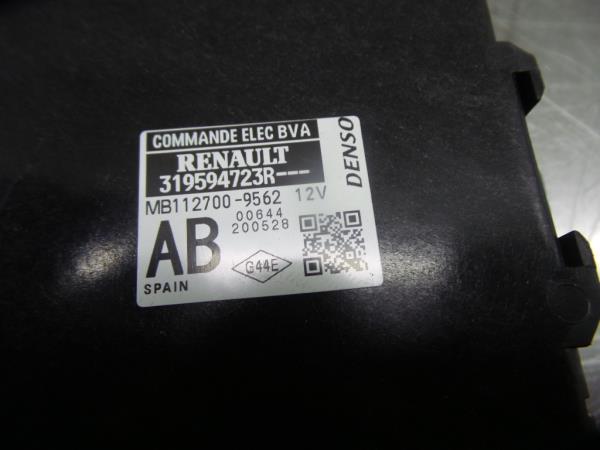 COMMANDE ELEC BVA
RENAULT
319594723R---
DENSO
MB112700-9562 12V
00644
200528
AB
G44E
SPAIN